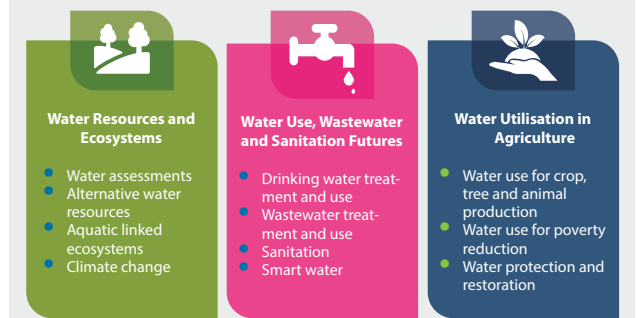 Water Resources and
Ecosystems
● Water assessments
● Alternative water
resources
● Aquatic linked
ecosystems
● Climate change
Water Use, Wastewater
and Sanitation Futures
● Drinking water treat-
ment and use
● Wastewater treat-
ment and use
● Sanitation
● Smart water
Water Utilisation in
Agriculture
● Water use for crop,
tree and animal
production
● Water use for poverty
reduction
● Water protection and
restoration